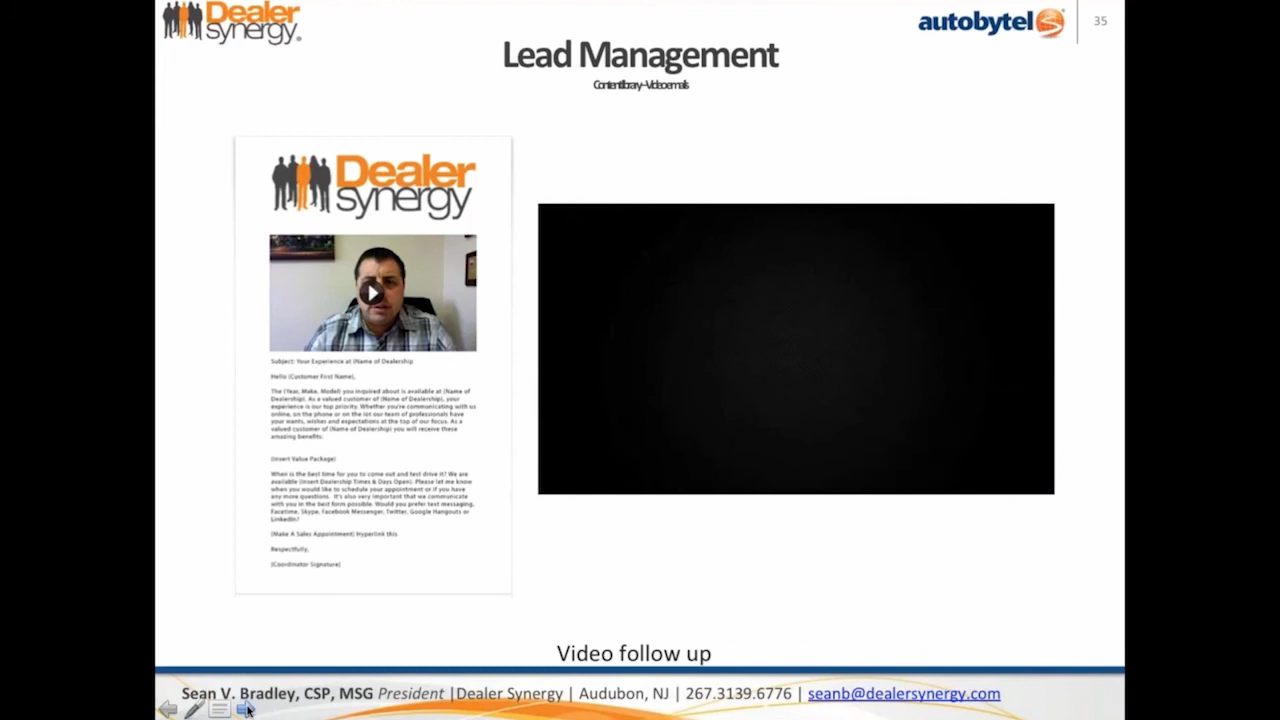 Dealer synergy
autobytel
35
Lead Management
Content library - Video emails
Dealer synergy
Subject: Your Experience at [Name of Dealership
Hello [Customer First Name],
The [Year, Make, Model] you inquired about is available at [Name of
Dealership]. As a valued customer of [Name of Dealership], your
experience is our top priority. Whether you're communicating with us
online, on the phone or on the lot our team of professionals have
your wants, wishes and expectations at the top of our focus. As a
valued customer of [Name of Dealership] you will receive these
amazing benefits:
[Insert Value Package]
When is the best time for you to come out and test drive it? We are
available [Insert Dealership Times & Days Open]. Please let me know
when you would like to schedule your appointment or if you have
any more questions. It's also very important that we communicate
with you in the best form possible. Would you prefer text messaging,
Facetime, Skype, Facebook Messenger, Twitter, Google Hangouts or
LinkedIn?
[Make A Sales Appointment] Hyperlink this
Respectfully,
[Coordinator Signature]
Video follow up
Sean V. Bradley, CSP, MSG President |Dealer Synergy | Audubon, NJ | 267.3139.6776 | seanb@dealersynergy.com